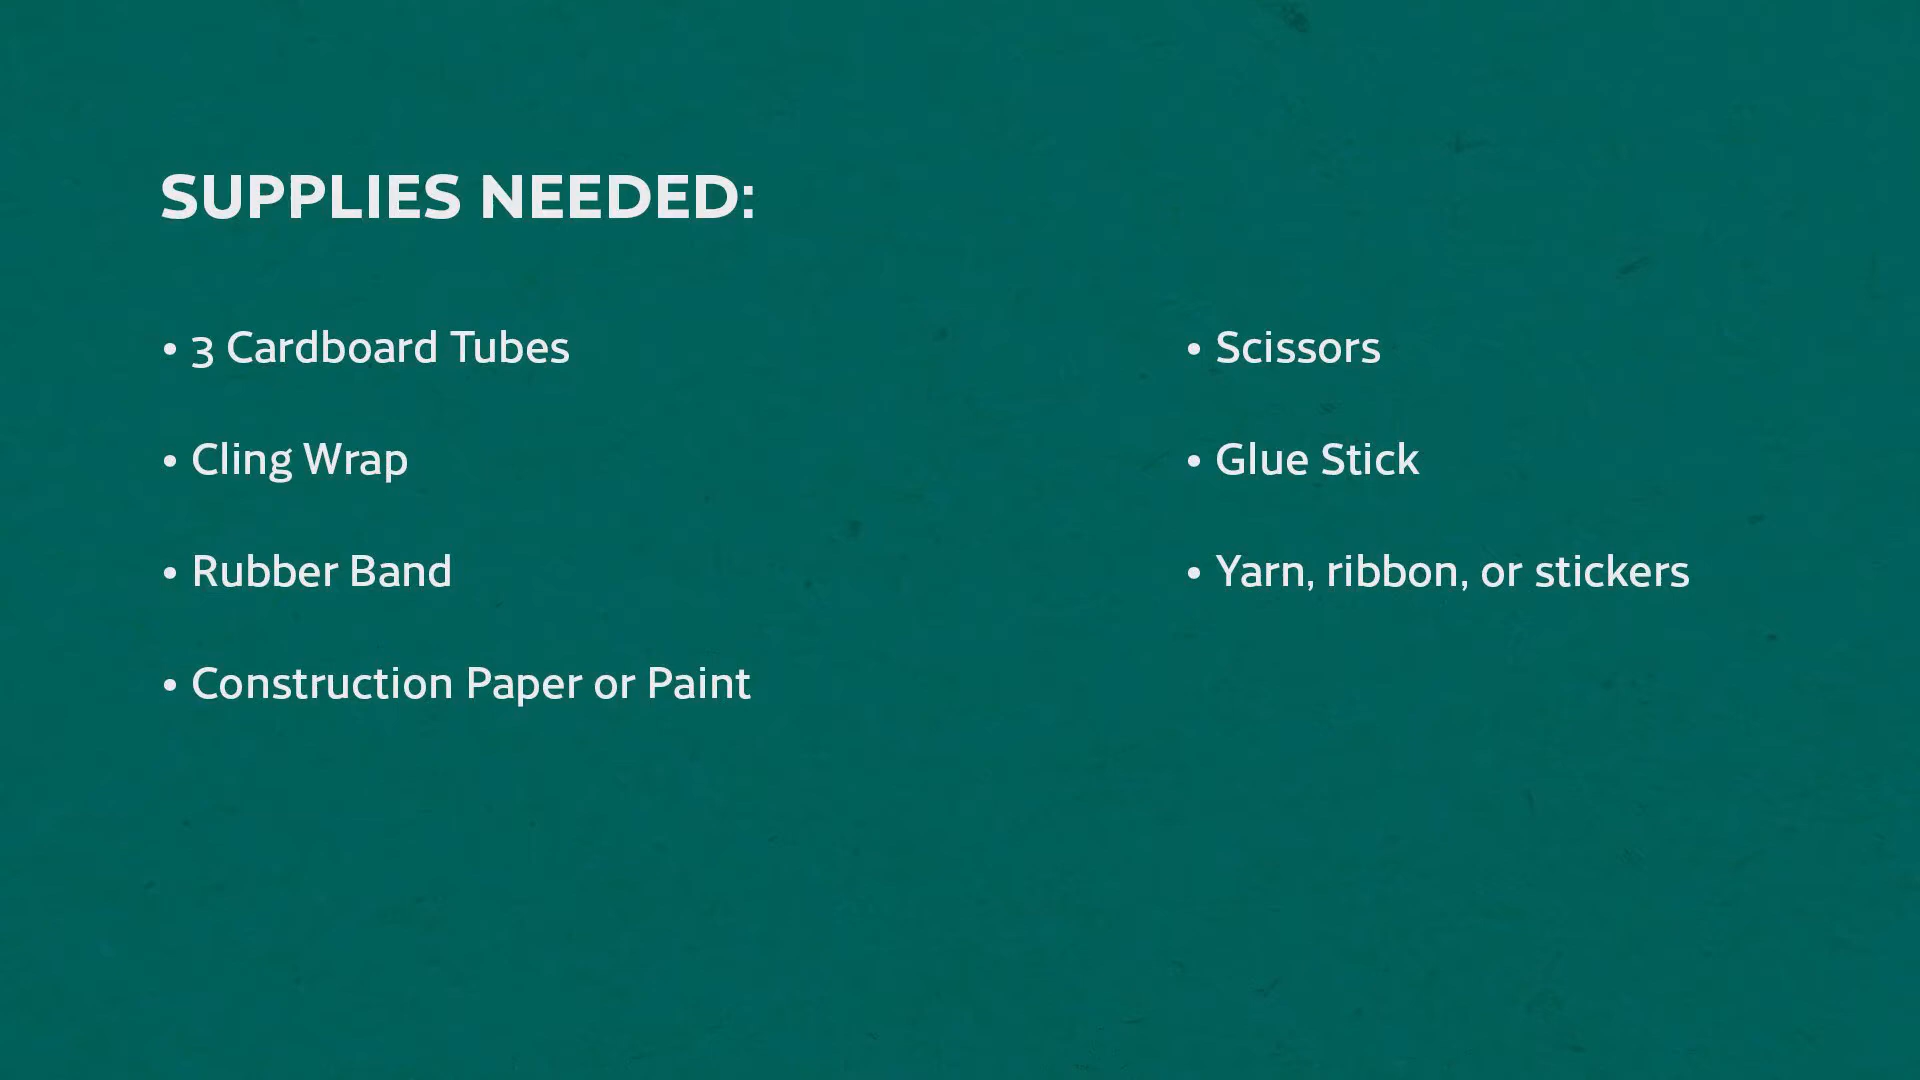 SUPPLIES NEEDED:
• 3 Cardboard Tubes
• Cling Wrap
• Rubber Band
• Construction Paper or Paint
• Scissors
• Glue Stick
• Yarn, ribbon, or stickers